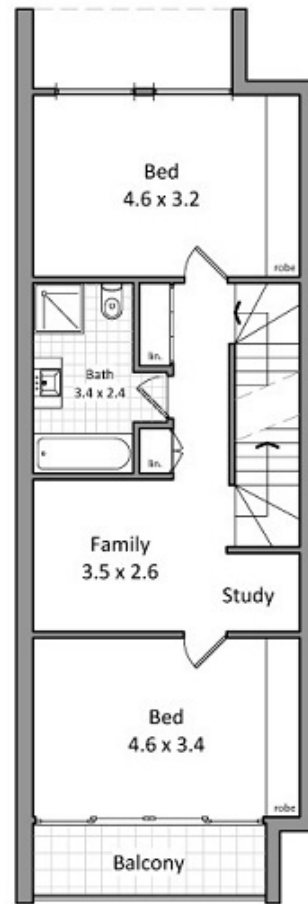 Bed
4.6 x 3.2
robe
Bath
3.4 x 2.4
lin.
lin.
Family
3.5 x 2.6
Study
Bed
4.6 x 3.4
robe
Balcony